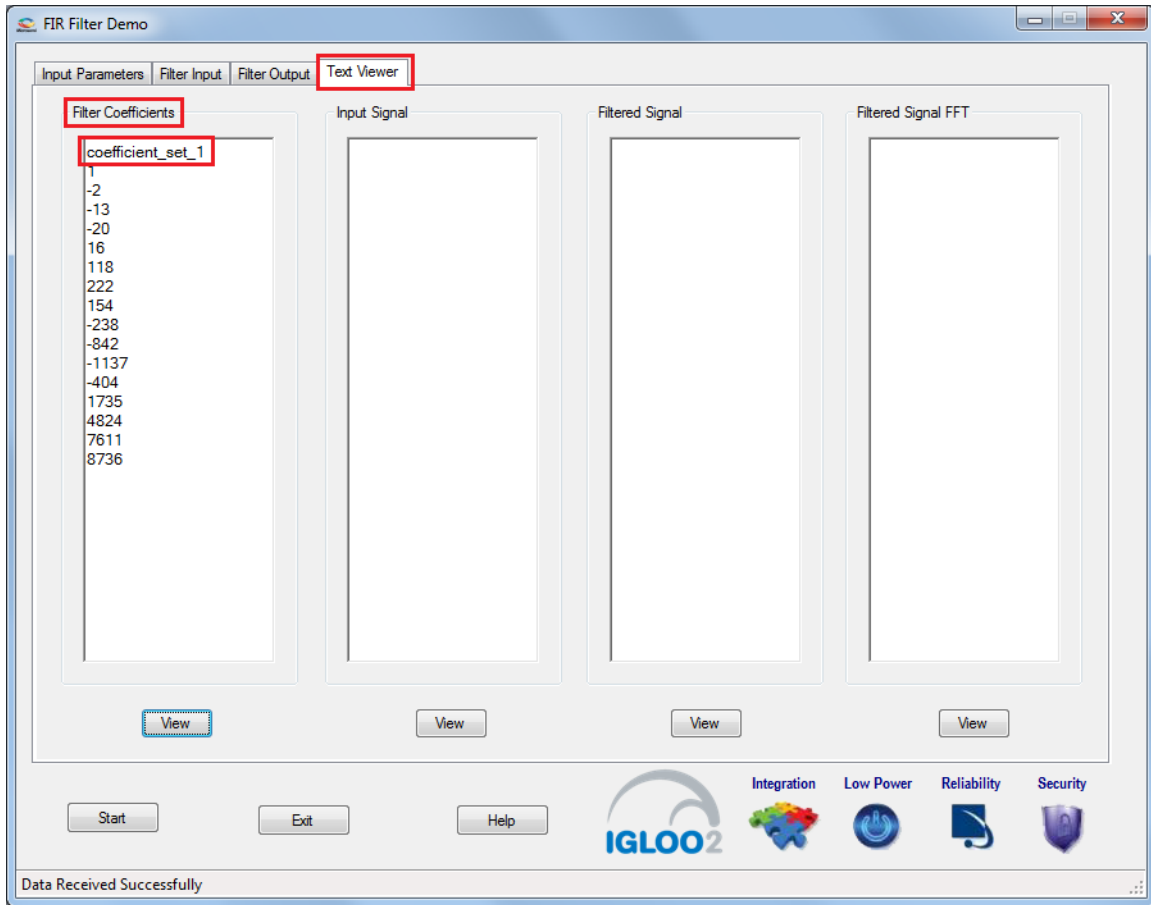 FIR Filter Demo
Input Parameters Filter Input Filter Output Text Viewer
Filter Coefficients Input Signal Filtered Signal Filtered Signal FFT
coefficient_set_1
1
-2
-13
-20
16
118
222
154
-238
-842
-1137
-404
1735
4824
7611
8736
View View View View
Integration Low Power Reliability Security
Start Exit Help
IGLOO2
Data Received Successfully